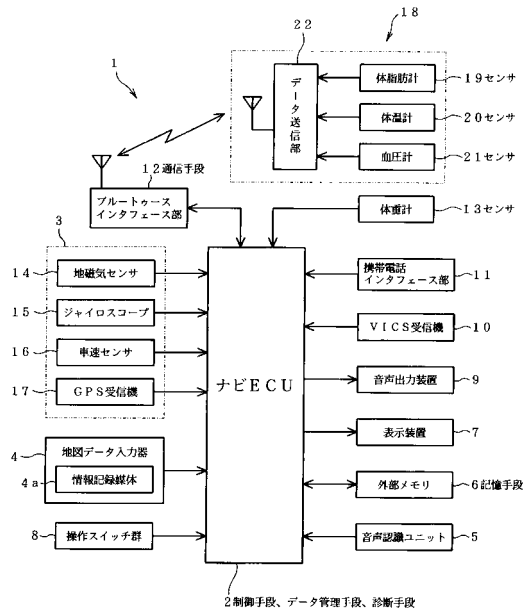 18
22
1
データ送信部
体脂肪計
19センサ
体温計
20センサ
血圧計
21センサ
12通信手段
ブルートゥース
インタフェース部
体重計
13センサ
3
14
地磁気センサ
15
ジャイロスコープ
16
車速センサ
17
GPS受信機
ナビECU
携帯電話
インタフェース部
11
VICS受信機
10
音声出力装置
9
表示装置
7
4
地図データ入力器
4a
情報記録媒体
外部メモリ
6記憶手段
8
操作スイッチ群
音声認識ユニット
5
2制御手段、データ管理手段、診断手段